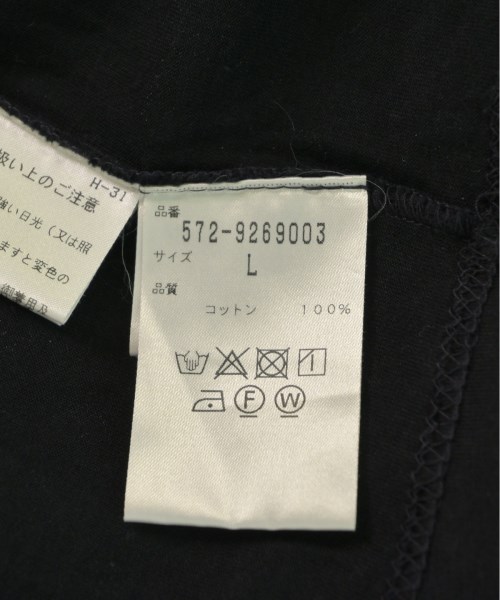 扱い上のご注意
H-31
強い日光(又は照
ますと変色の
品番
572-9269003
サイズ
L
品質
コットン 100%
F W